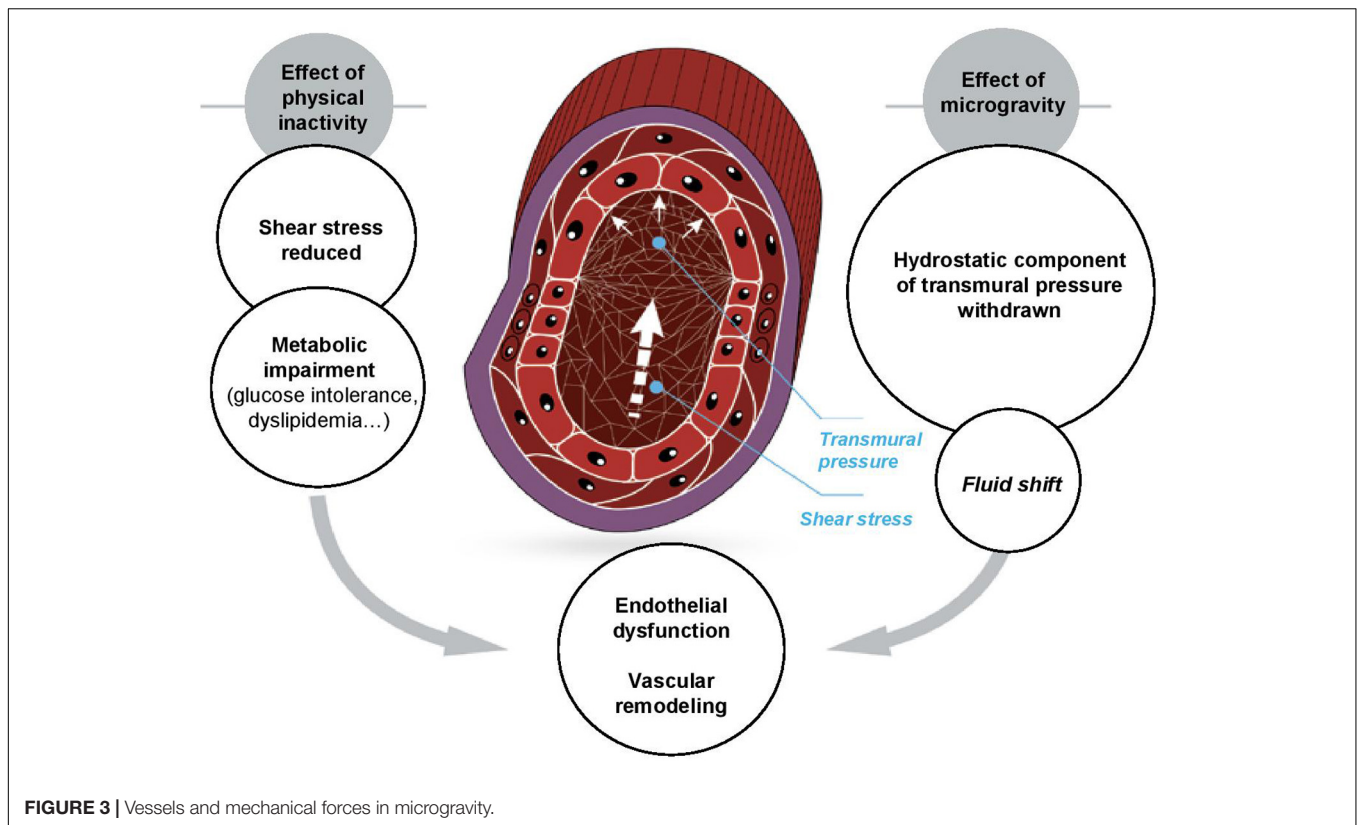 Effect of
physical
inactivity
Shear stress
reduced
Metabolic
impairment
(glucose intolerance,
dyslipidemia…)
Effect of
microgravity
Hydrostatic component
of transmural pressure
withdrawn
Fluid shift
Transmural
pressure
Shear stress
Endothelial
dysfunction
Vascular
remodeling
FIGURE 3 | Vessels and mechanical forces in microgravity.